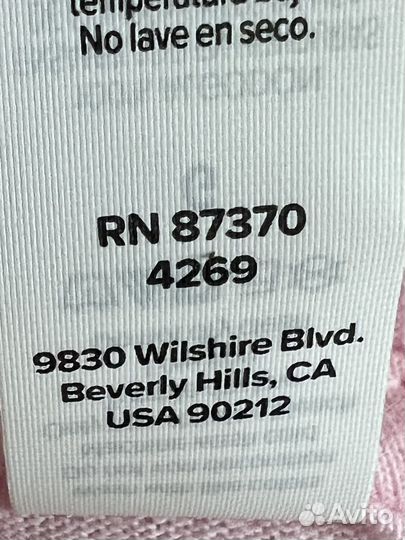 No lave en seco.
RN 87370
4269
9830 Wilshire Blvd.
Beverly Hills, CA
USA 90212
Avito